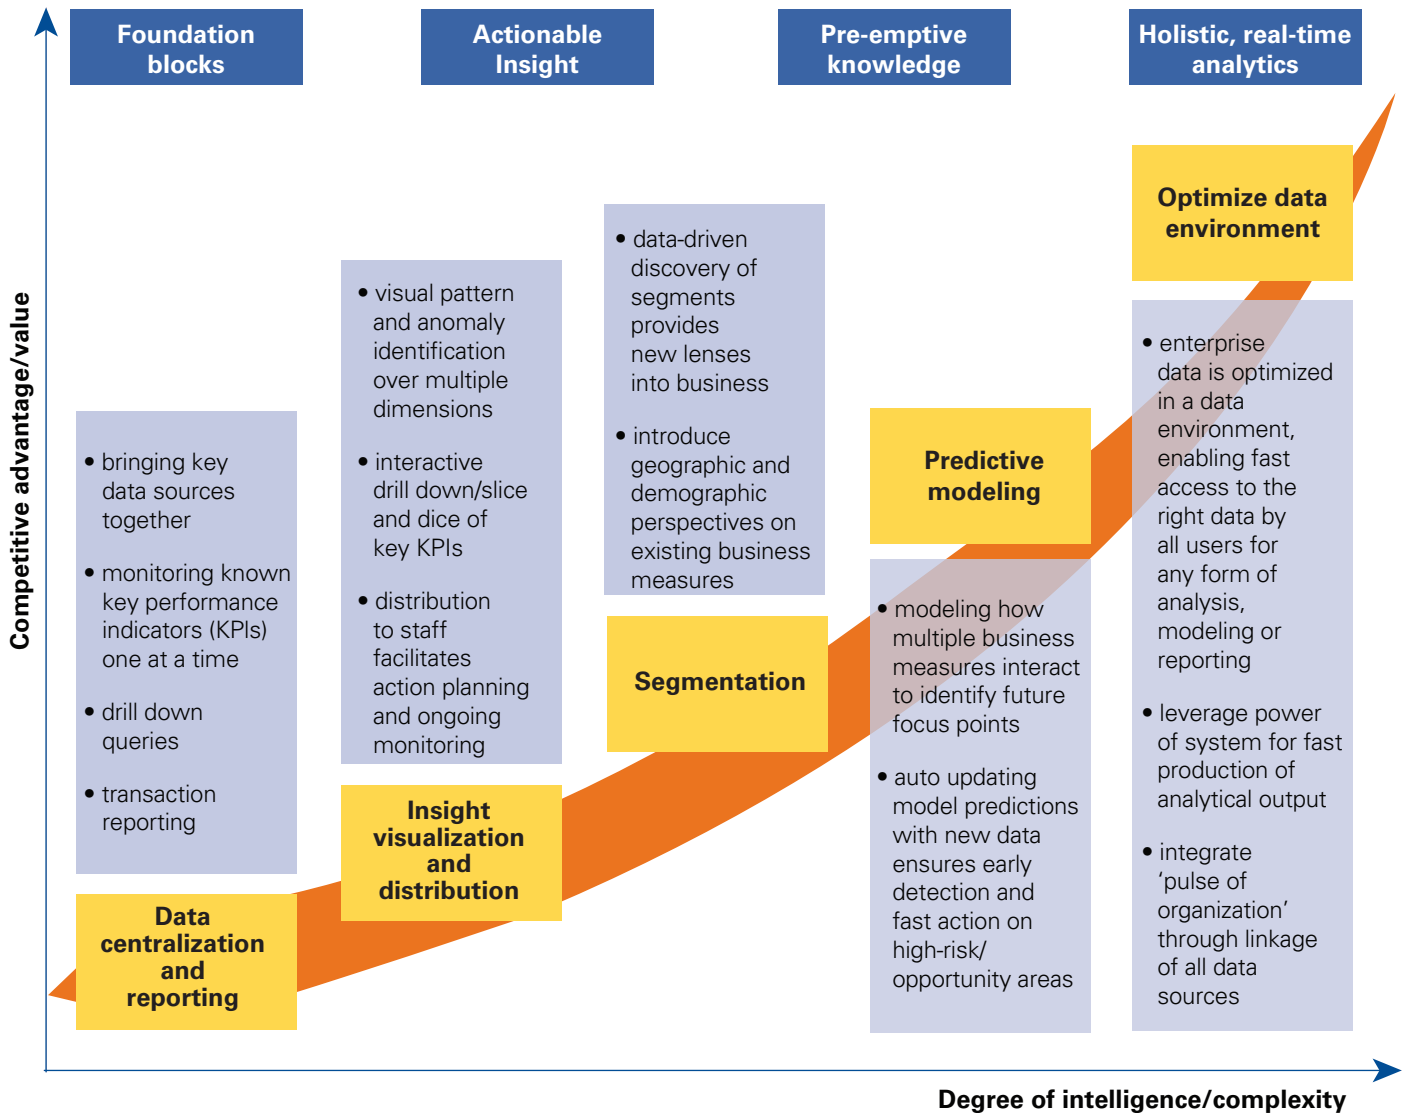 Foundation
blocks
Actionable
Insight
Pre-emptive
knowledge
Holistic, real-time
analytics
Competitive advantage/value
• bringing key
data sources
together
• monitoring known
key performance
indicators (KPIs)
one at a time
• drill down
queries
• transaction
reporting
Data
centralization
and
reporting
• visual pattern
and anomaly
identification
over multiple
dimensions
• interactive
drill down/slice
and dice of
key KPIs
• distribution
to staff
facilitates
action planning
and ongoing
monitoring
Insight
visualization
and
distribution
• data-driven
discovery of
segments
provides
new lenses
into business
• introduce
geographic and
demographic
perspectives on
existing business
measures
Segmentation
Predictive
modeling
• modeling how
multiple business
measures interact
to identify future
focus points
• auto updating
model predictions
with new data
ensures early
detection and
fast action on
high-risk/
opportunity areas
Optimize data
environment
• enterprise
data is optimized
in a data
environment,
enabling fast
access to the
right data by
all users for
any form of
analysis,
modeling or
reporting
• leverage power
of system for fast
production of
analytical output
• integrate
‘pulse of
organization’
through linkage
of all data
sources
Degree of intelligence/complexity